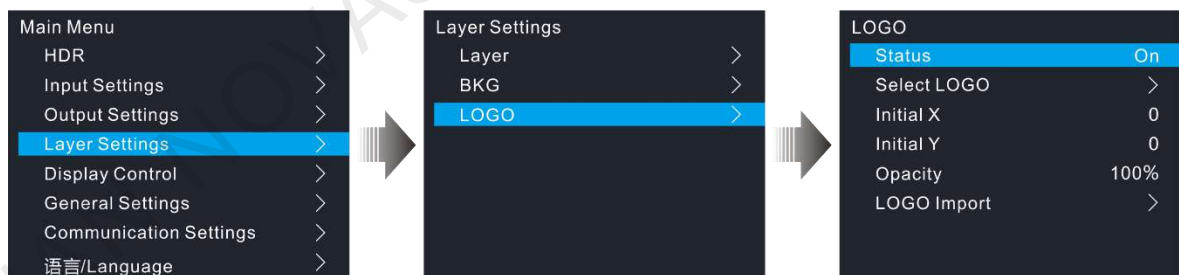 Main Menu
HDR
Input Settings
Output Settings
Layer Settings
Display Control
General Settings
Communication Settings
语言/Language
Layer Settings
Layer
BKG
LOGO
LOGO
Status On
Select LOGO
Initial X 0
Initial Y 0
Opacity 100%
LOGO Import